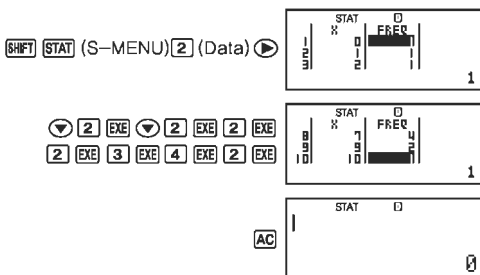 SHIFT STAT (S-MENU) 2 (Data) ▶
STAT D
X FREQ
1 0 1
2 1 1
3 2 1
1
▼ 2 EXE ▼ 2 EXE 2 EXE
2 EXE 3 EXE 4 EXE 2 EXE
STAT D
X FREQ
8 7 4
9 9 2
10 10 1
1
AC
STAT D
0